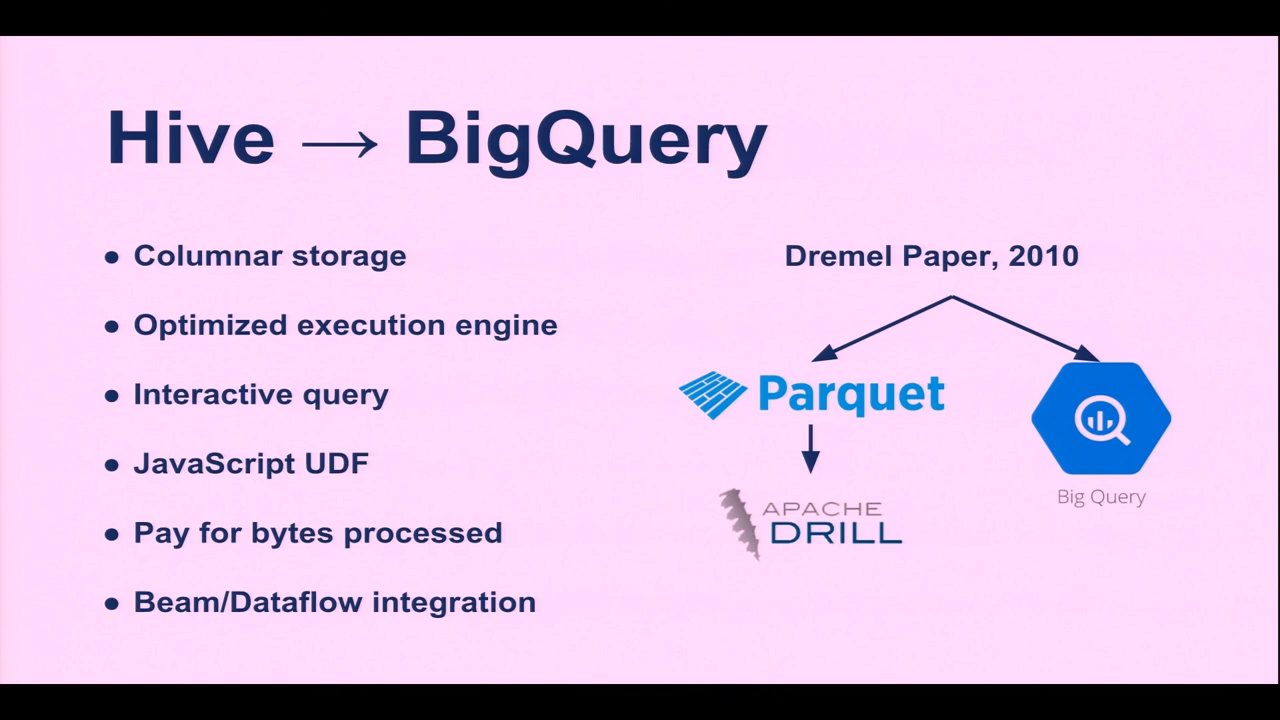 Hive → BigQuery
● Columnar storage
● Optimized execution engine
● Interactive query
● JavaScript UDF
● Pay for bytes processed
● Beam/Dataflow integration
Dremel Paper, 2010
Parquet
Big Query
APACHE
DRILL